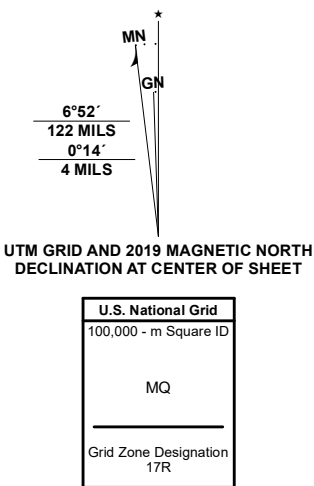 ★
MN
GN
6°52´
122 MILS
0°14´
4 MILS
UTM GRID AND 2019 MAGNETIC NORTH
DECLINATION AT CENTER OF SHEET
U.S. National Grid
100,000 - m Square ID
MQ
Grid Zone Designation
17R